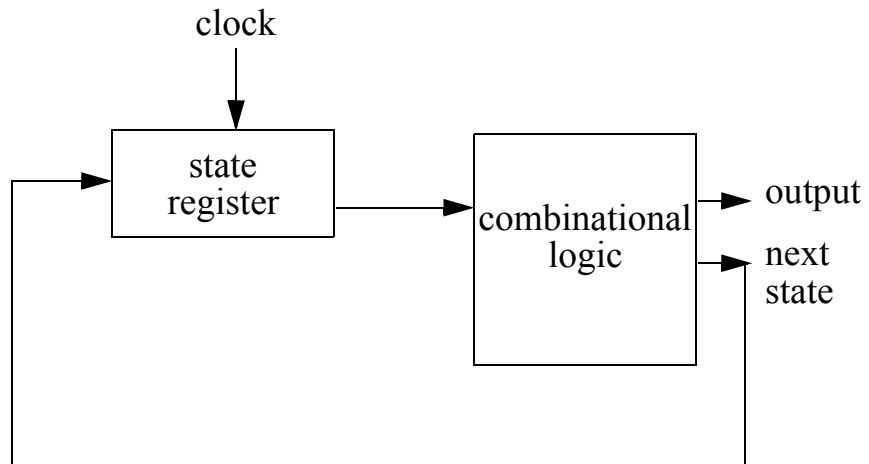 clock
state
register
combinational
logic
output
next
state